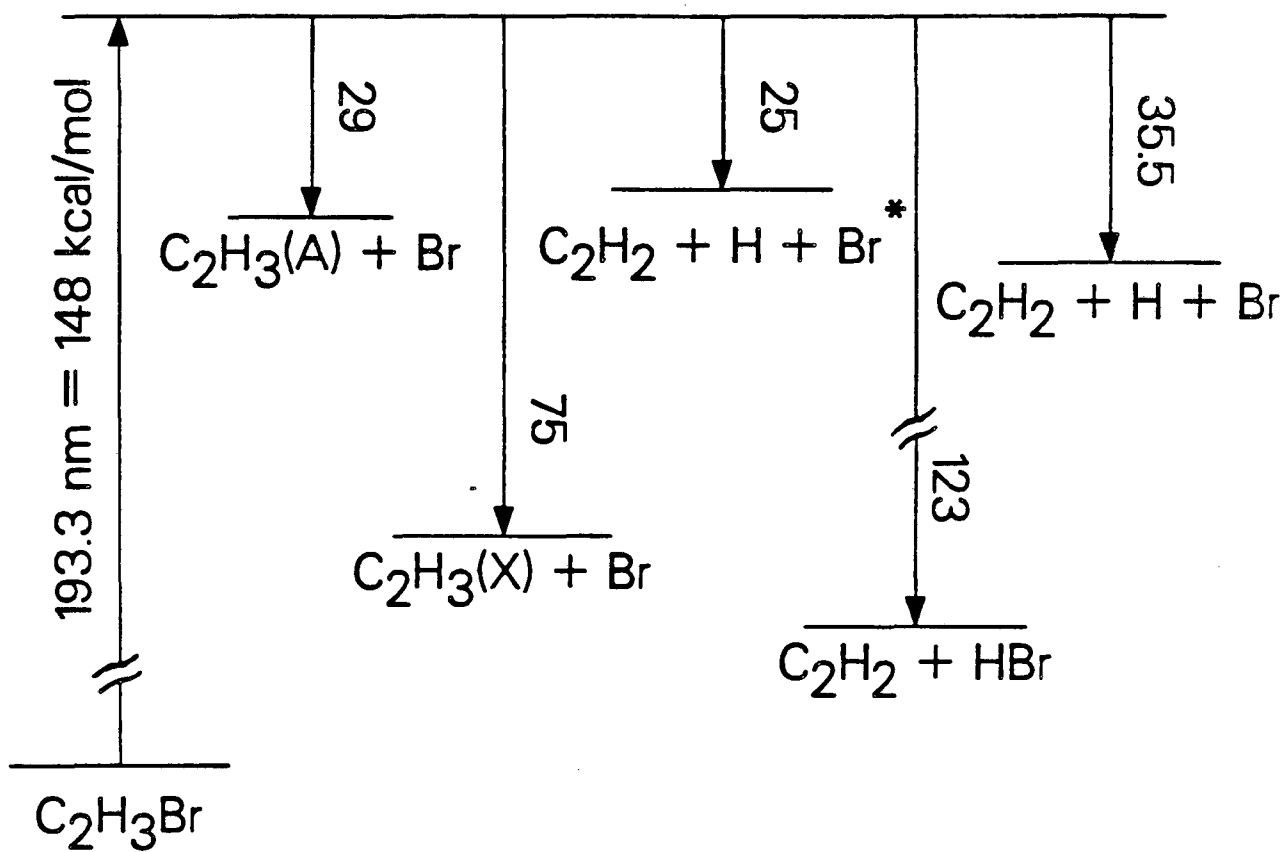 193.3 nm = 148 kcal/mol
29
25
35.5
C₂H₃(A) + Br
C₂H₂ + H + Br*
C₂H₂ + H + Br
75
123
C₂H₃(X) + Br
C₂H₂ + HBr
C₂H₃Br